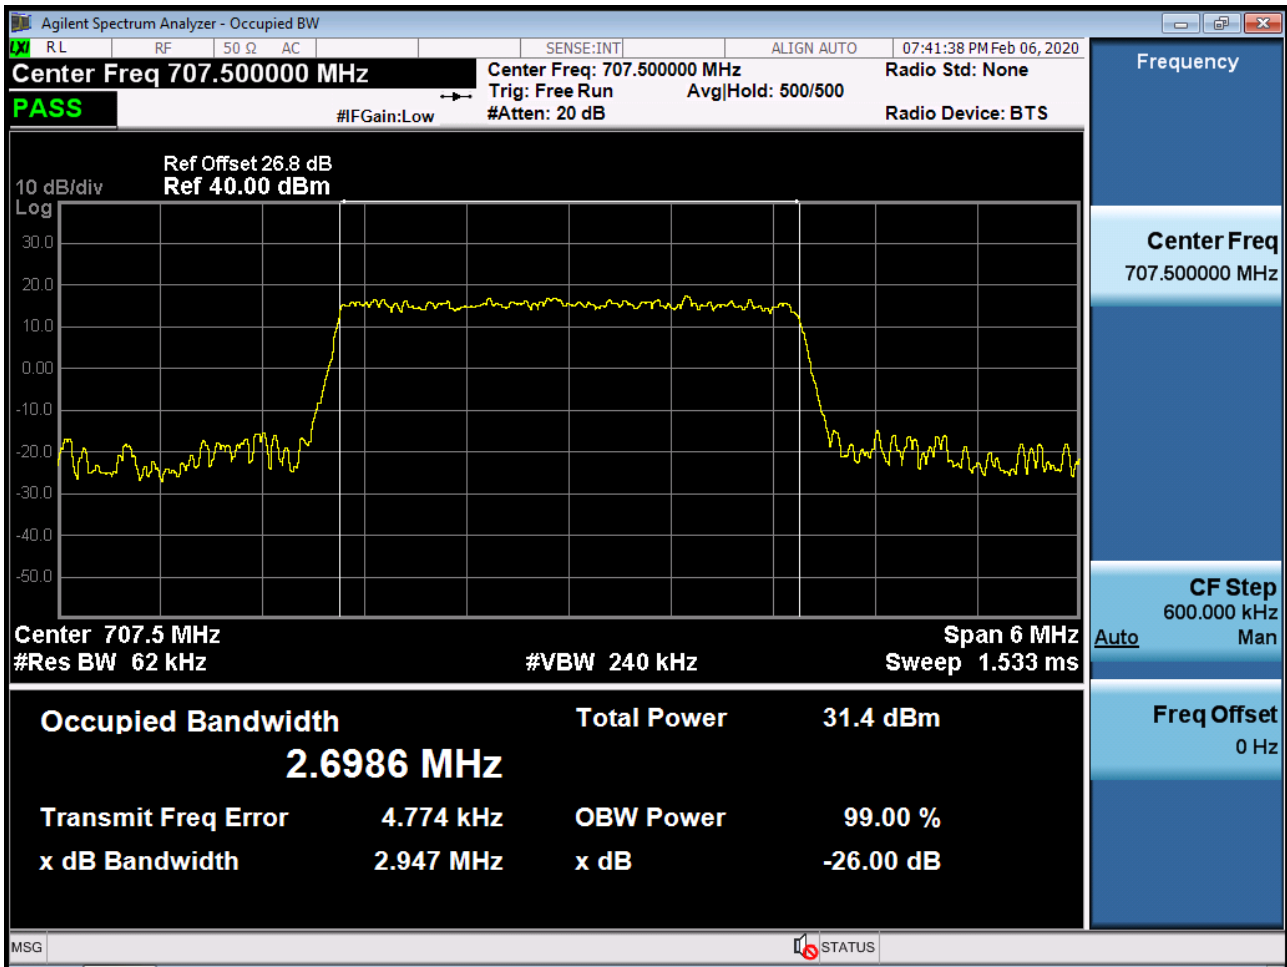 Agilent Spectrum Analyzer - Occupied BW
LXI RL RF 50 Ω AC SENSE:INT ALIGN AUTO 07:41:38 PM Feb 06, 2020
Center Freq 707.500000 MHz
PASS
#IFGain:Low
Center Freq: 707.500000 MHz
Trig: Free Run Avg|Hold: 500/500
#Atten: 20 dB
Radio Std: None
Radio Device: BTS
Ref Offset 26.8 dB
10 dB/div Ref 40.00 dBm
Log
30.0
20.0
10.0
0.00
-10.0
-20.0
-30.0
-40.0
-50.0
Center 707.5 MHz Span 6 MHz
#Res BW 62 kHz #VBW 240 kHz Sweep 1.533 ms
Occupied Bandwidth Total Power 31.4 dBm
2.6986 MHz
Transmit Freq Error 4.774 kHz OBW Power 99.00 %
x dB Bandwidth 2.947 MHz x dB -26.00 dB
MSG STATUS
Frequency
Center Freq
707.500000 MHz
CF Step
600.000 kHz
Auto Man
Freq Offset
0 Hz